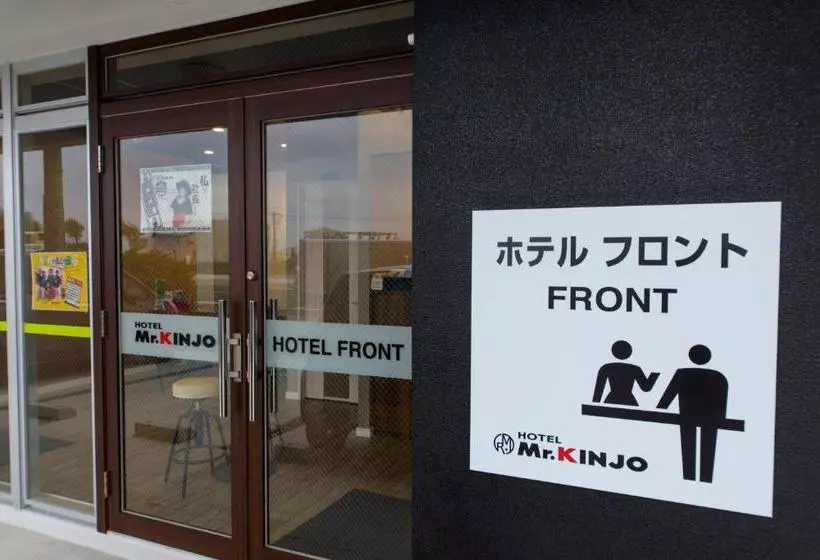 HOTEL
Mr.KINJO
HOTEL FRONT
ホテル フロント
FRONT
HOTEL
Mr.KINJO